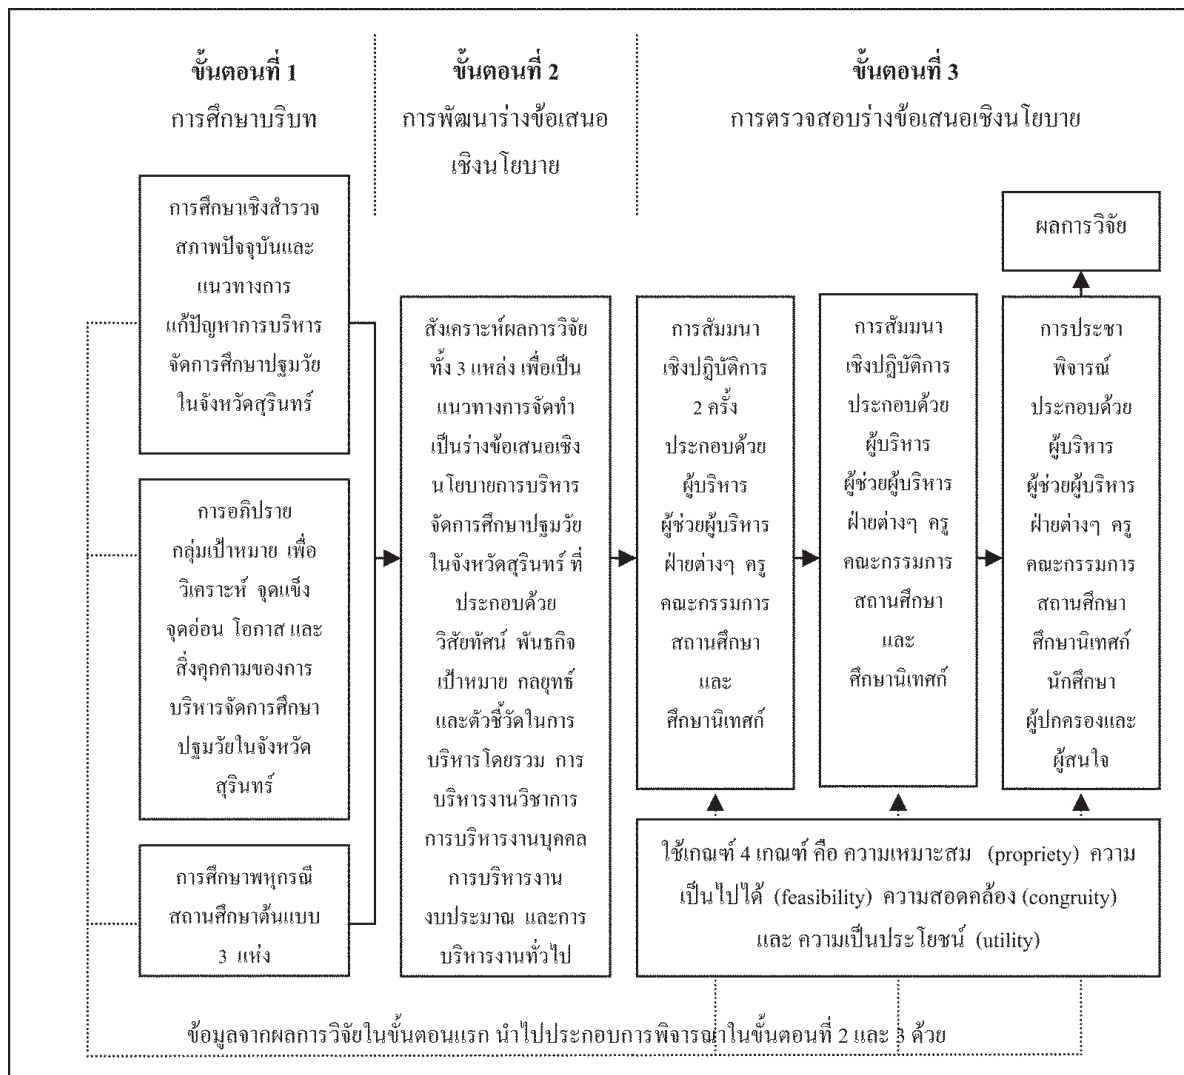 ขั้นตอนที่ 1
การศึกษาบริบท
ขั้นตอนที่ 2
การพัฒนาร่างข้อเสนอ
เชิงนโยบาย
ขั้นตอนที่ 3
การตรวจสอบร่างข้อเสนอเชิงนโยบาย
การศึกษาเชิงสำรวจ
สภาพปัจจุบันและ
แนวทางการ
แก้ปัญหาการบริหาร
จัดการศึกษาปฐมวัย
ในจังหวัดสุรินทร์
การอภิปราย
กลุ่มเป้าหมาย เพื่อ
วิเคราะห์ จุดแข็ง
จุดอ่อน โอกาส และ
สิ่งคุกคามของการ
บริหารจัดการศึกษา
ปฐมวัยในจังหวัด
สุรินทร์
การศึกษาพหุกรณี
สถานศึกษาต้นแบบ
3 แห่ง
สังเคราะห์ผลการวิจัย
ทั้ง 3 แหล่ง เพื่อเป็น
แนวทางการจัดทำ
เป็นร่างข้อเสนอเชิง
นโยบายการบริหาร
จัดการศึกษาปฐมวัย
ในจังหวัดสุรินทร์ ที่
ประกอบด้วย
วิสัยทัศน์ พันธกิจ
เป้าหมาย กลยุทธ์
และตัวชี้วัดในการ
บริหารโดยรวม การ
บริหารงานวิชาการ
การบริหารงานบุคคล
การบริหารงาน
งบประมาณ และการ
บริหารงานทั่วไป
การสัมมนา
เชิงปฏิบัติการ
2 ครั้ง
ประกอบด้วย
ผู้บริหาร
ผู้ช่วยผู้บริหาร
ฝ่ายต่างๆ ครู
คณะกรรมการ
สถานศึกษา
และ
ศึกษานิเทศก์
การสัมมนา
เชิงปฏิบัติการ
ประกอบด้วย
ผู้บริหาร
ผู้ช่วยผู้บริหาร
ฝ่ายต่างๆ ครู
คณะกรรมการ
สถานศึกษา
และ
ศึกษานิเทศก์
ผลการวิจัย
การประชา
พิจารณ์
ประกอบด้วย
ผู้บริหาร
ผู้ช่วยผู้บริหาร
ฝ่ายต่างๆ ครู
คณะกรรมการ
สถานศึกษา
ศึกษานิเทศก์
นักศึกษา
ผู้ปกครองและ
ผู้สนใจ
ใช้เกณฑ์ 4 เกณฑ์ คือ ความเหมาะสม (propriety) ความ
เป็นไปได้ (feasibility) ความสอดคล้อง (congruity)
และ ความเป็นประโยชน์ (utility)
ข้อมูลจากผลการวิจัยในขั้นตอนแรก นำไปประกอบการพิจารณาในขั้นตอนที่ 2 และ 3 ด้วย